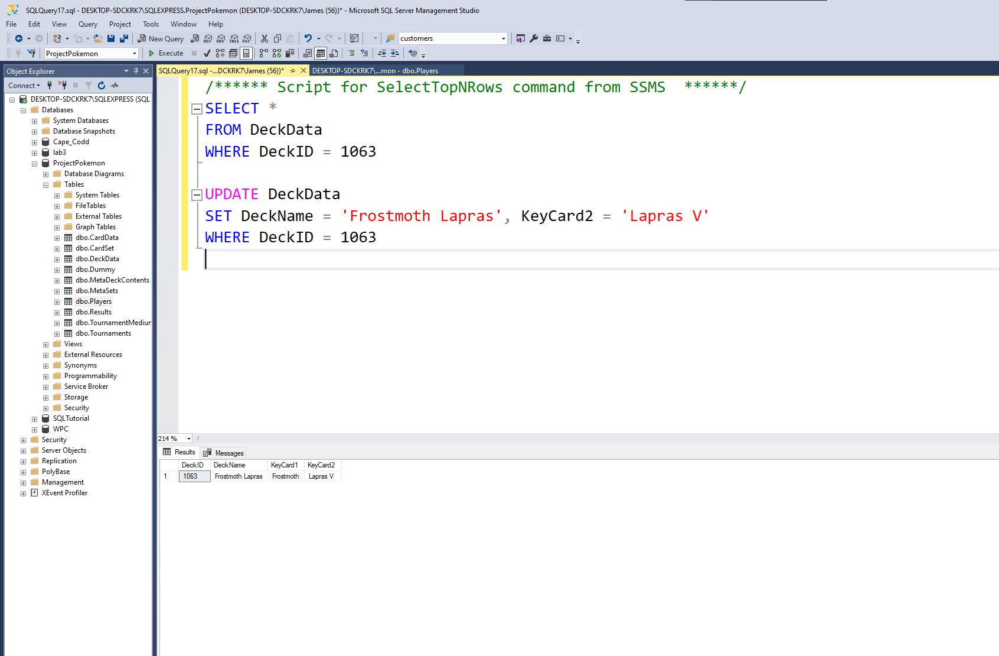 SQLQuery17.sql - DESKTOP-SDCKRK7\SQLEXPRESS.ProjectPokemon (DESKTOP-SDCKRK7\James (56))* - Microsoft SQL Server Management Studio
File Edit View Query Project Tools Window Help
New Query MDX DMX XMLA DAX customers
ProjectPokemon Execute
Object Explorer
Connect
DESKTOP-SDCKRK7\SQLEXPRESS (SQL
Databases
System Databases
Database Snapshots
Cape_Codd
lab3
ProjectPokemon
Database Diagrams
Tables
System Tables
FileTables
External Tables
Graph Tables
dbo.CardData
dbo.CardSet
dbo.DeckData
dbo.Dummy
dbo.MetaDeckContents
dbo.MetaSets
dbo.Players
dbo.Results
dbo.TournamentMediur
dbo.Tournaments
Views
External Resources
Synonyms
Programmability
Service Broker
Storage
Security
SQLTutorial
WPC
Security
Server Objects
Replication
PolyBase
Management
XEvent Profiler
SQLQuery17.sql -...DCKRK7\James (56))* DESKTOP-SDCKRK7\...mon - dbo.Players
/****** Script for SelectTopNRows command from SSMS ******/
SELECT *
FROM DeckData
WHERE DeckID = 1063
UPDATE DeckData
SET DeckName = 'Frostmoth Lapras', KeyCard2 = 'Lapras V'
WHERE DeckID = 1063
214 %
Results Messages
DeckID DeckName KeyCard1 KeyCard2
1 1063 Frostmoth Lapras Frostmoth Lapras V